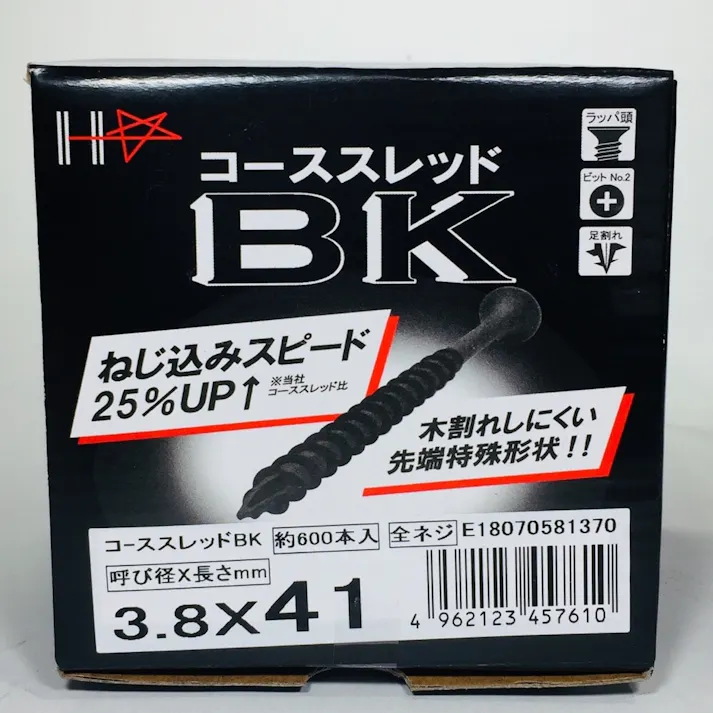 H
コーススレッド
BK
ラッパ頭
ビット No.2
足割れ
ねじ込みスピード
25%UP↑
※当社
コーススレッド比
木割れしにくい
先端特殊形状!!
コーススレッドBK 約600本入 全ネジ E18070581370
呼び径X長さmm
3.8X41
4 962123 457610